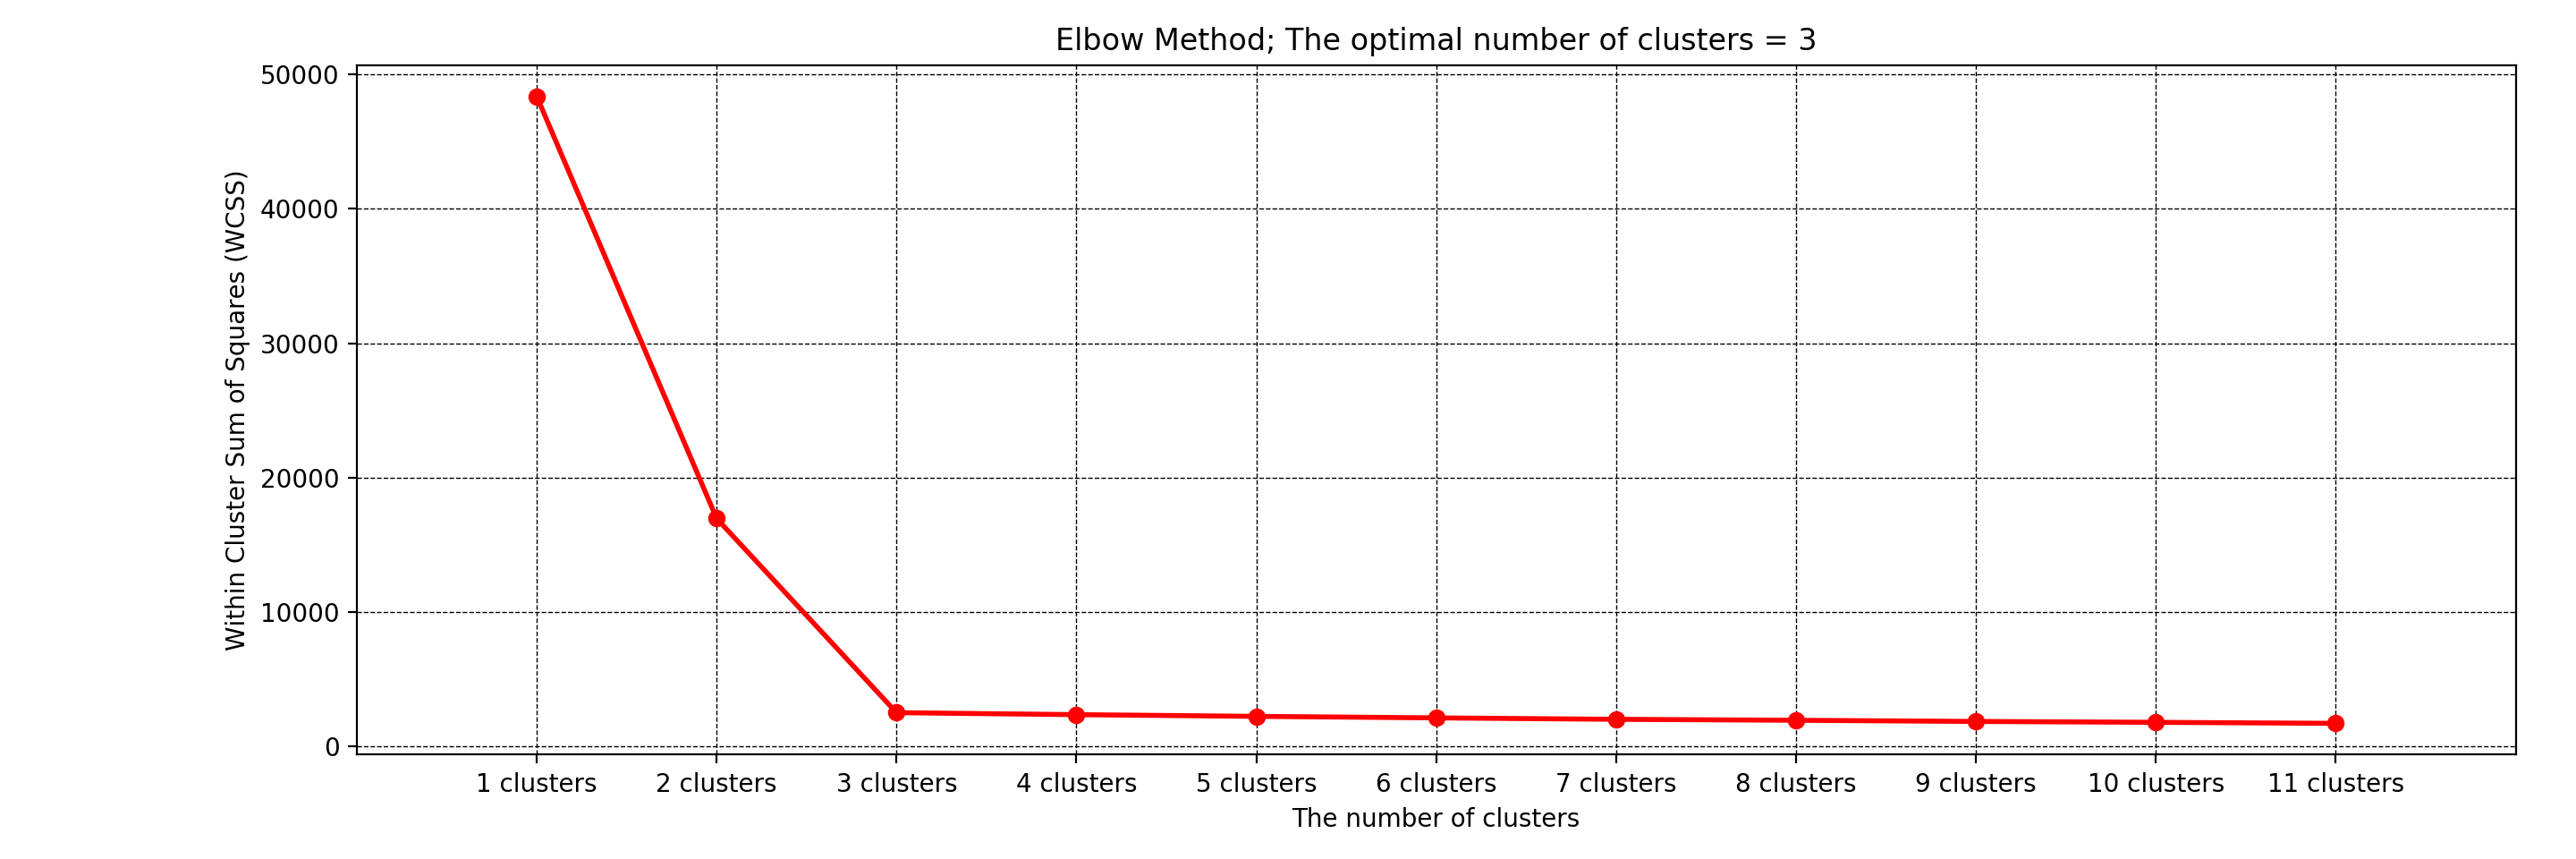 Elbow Method; The optimal number of clusters = 3
Within Cluster Sum of Squares (WCSS)
50000
40000
30000
20000
10000
0
1 clusters 2 clusters 3 clusters 4 clusters 5 clusters 6 clusters 7 clusters 8 clusters 9 clusters 10 clusters 11 clusters
The number of clusters